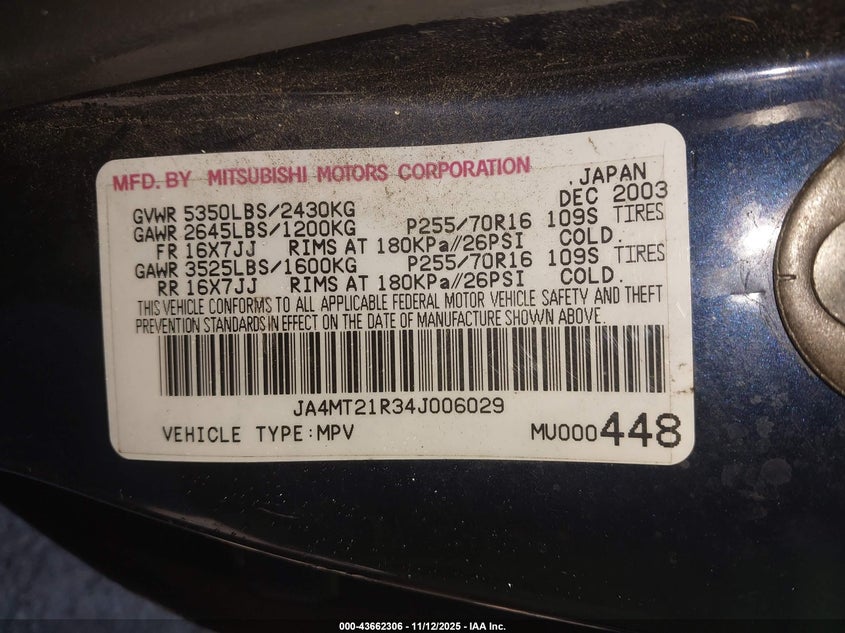 MFD. BY MITSUBISHI MOTORS CORPORATION JAPAN
DEC 2003
GVWR 5350LBS/2430KG
GAWR 2645LBS/1200KG P255/70R16 109S TIRES
FR 16X7JJ RIMS AT 180KPa//26PSI COLD.
GAWR 3525LBS/1600KG P255/70R16 109S TIRES
RR 16X7JJ RIMS AT 180KPa//26PSI COLD.
THIS VEHICLE CONFORMS TO ALL APPLICABLE FEDERAL MOTOR VEHICLE SAFETY AND THEFT
PREVENTION STANDARDS IN EFFECT ON THE DATE OF MANUFACTURE SHOWN ABOVE.
JA4MT21R34J006029
VEHICLE TYPE:MPV MU000448
000-43662306 - 11/12/2025 - IAA Inc.